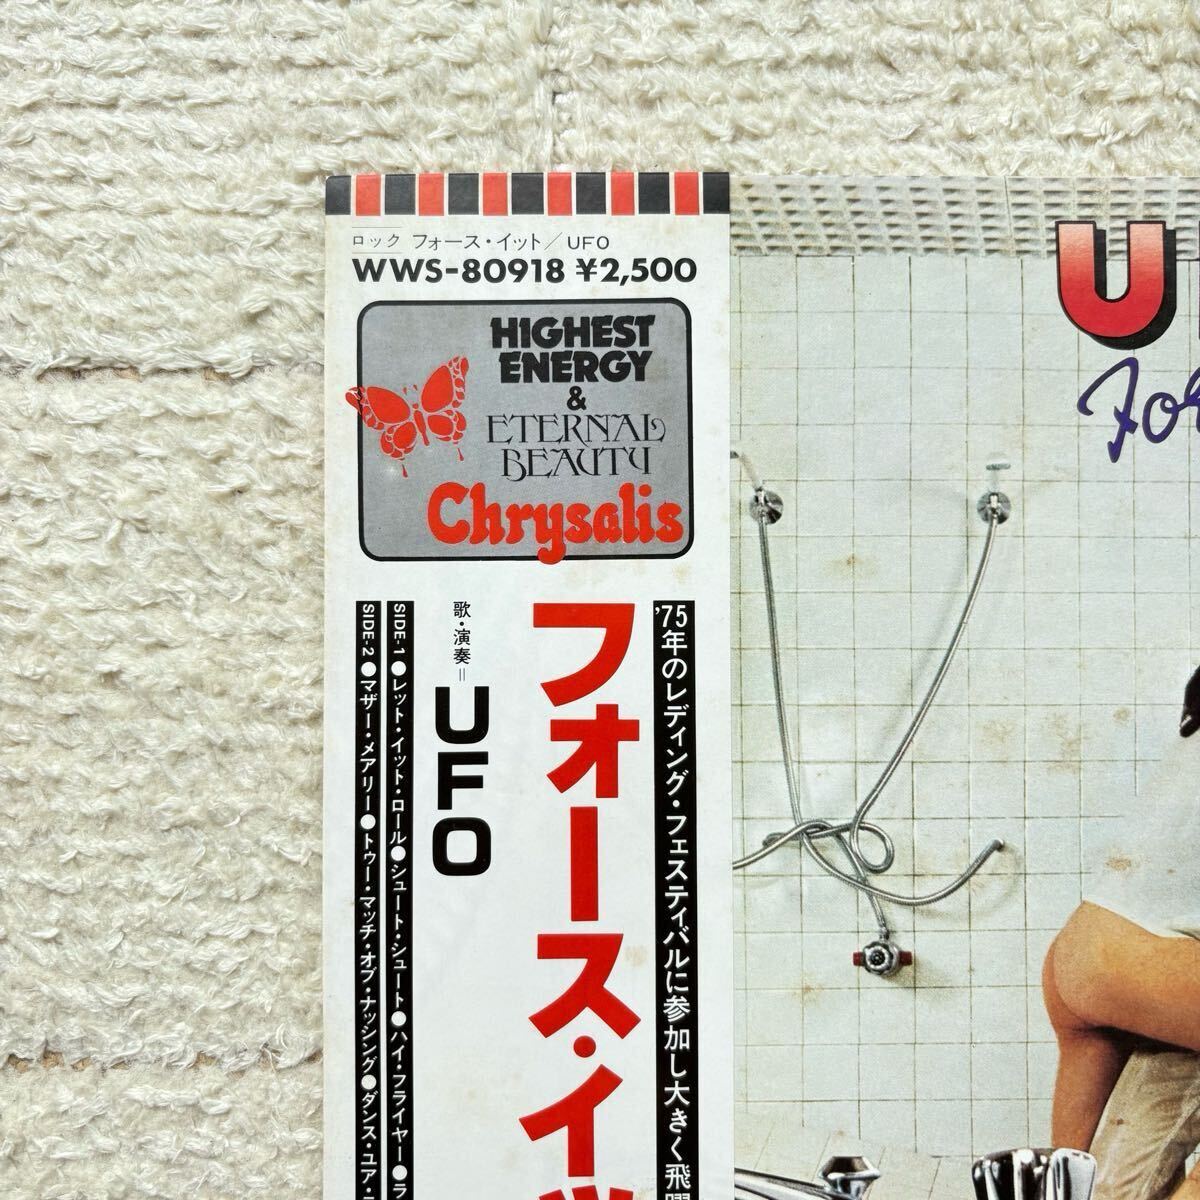 ロック フォース・イット／UFO
WWS-80918 ¥2,500
HIGHEST
ENERGY
&
ETERNAL
BEAUTY
Chrysalis
'75年のレディング・フェスティバルに参加し大きく飛躍
フォース・イッ
歌・演奏＝UFO
SIDE-1 ●レット・イット・ロール●シュート・シュート●ハイ・フライヤー●ラ
SIDE-2 ●マザー・メアリー●トゥー・マッチ・オブ・ナッシング●ダンス・ユア・
U